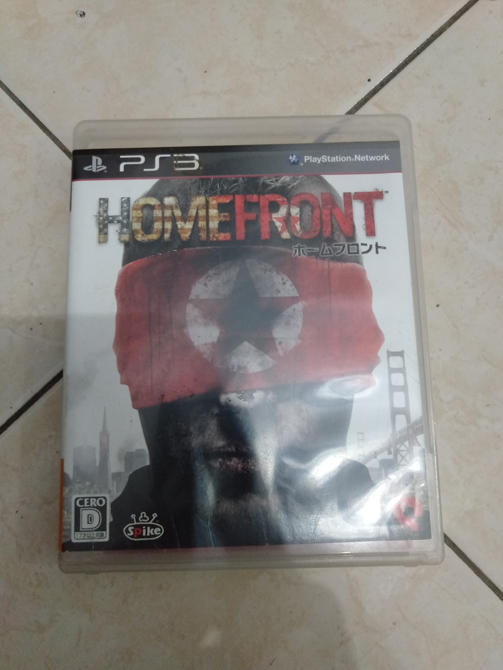 PS3
PlayStation Network
HOMEFRONT
ホームフロント
CERO
D
Spike